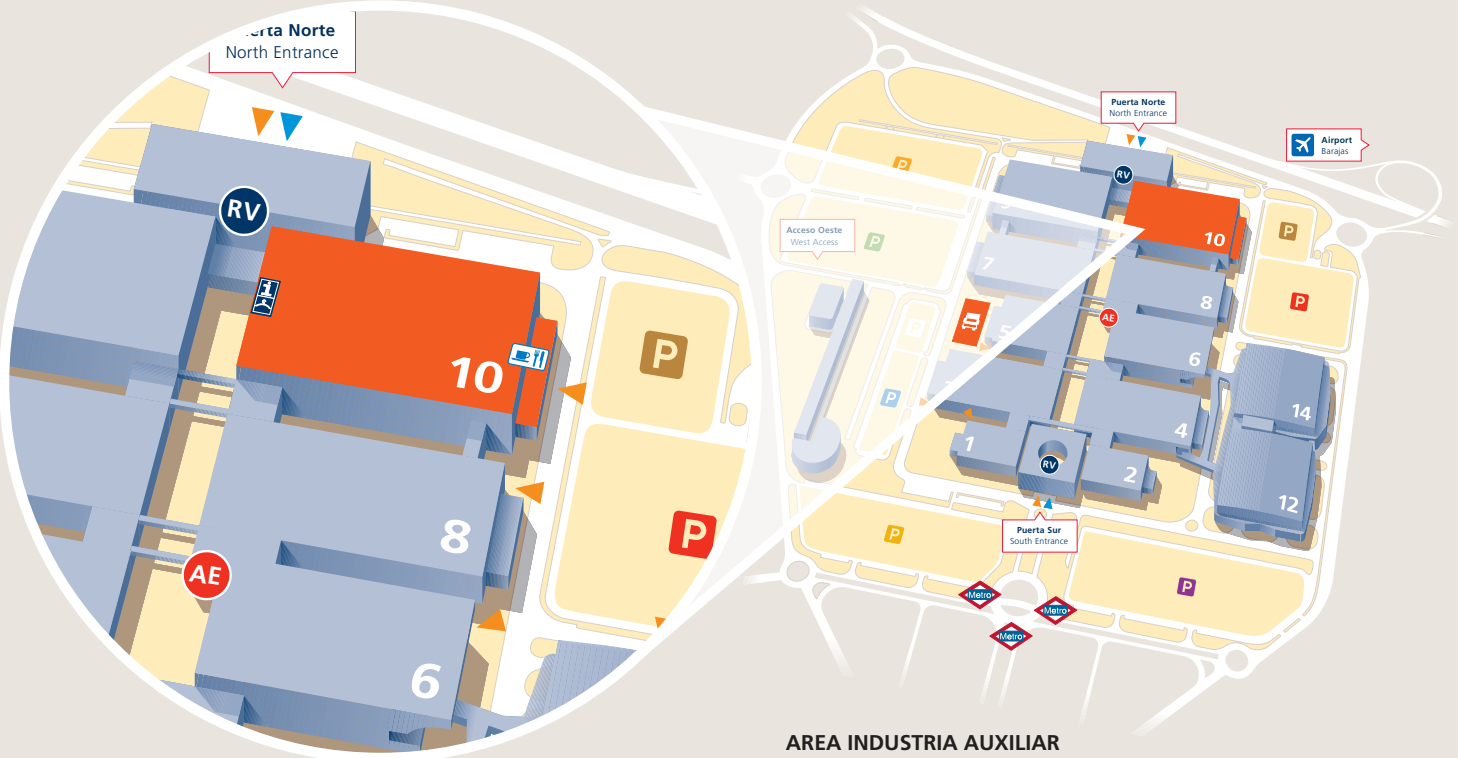 erta Norte
North Entrance
RV
i
10
8
AE
6
P
P
Puerta Norte
North Entrance
Airport
Barajas
Acceso Oeste
West Access
P
P
P
P
P
RV
10
P
P
7
8
AE
5
6
14
4
1
RV
2
12
Puerta Sur
South Entrance
P
P
Metro
Metro
Metro
AREA INDUSTRIA AUXILIAR